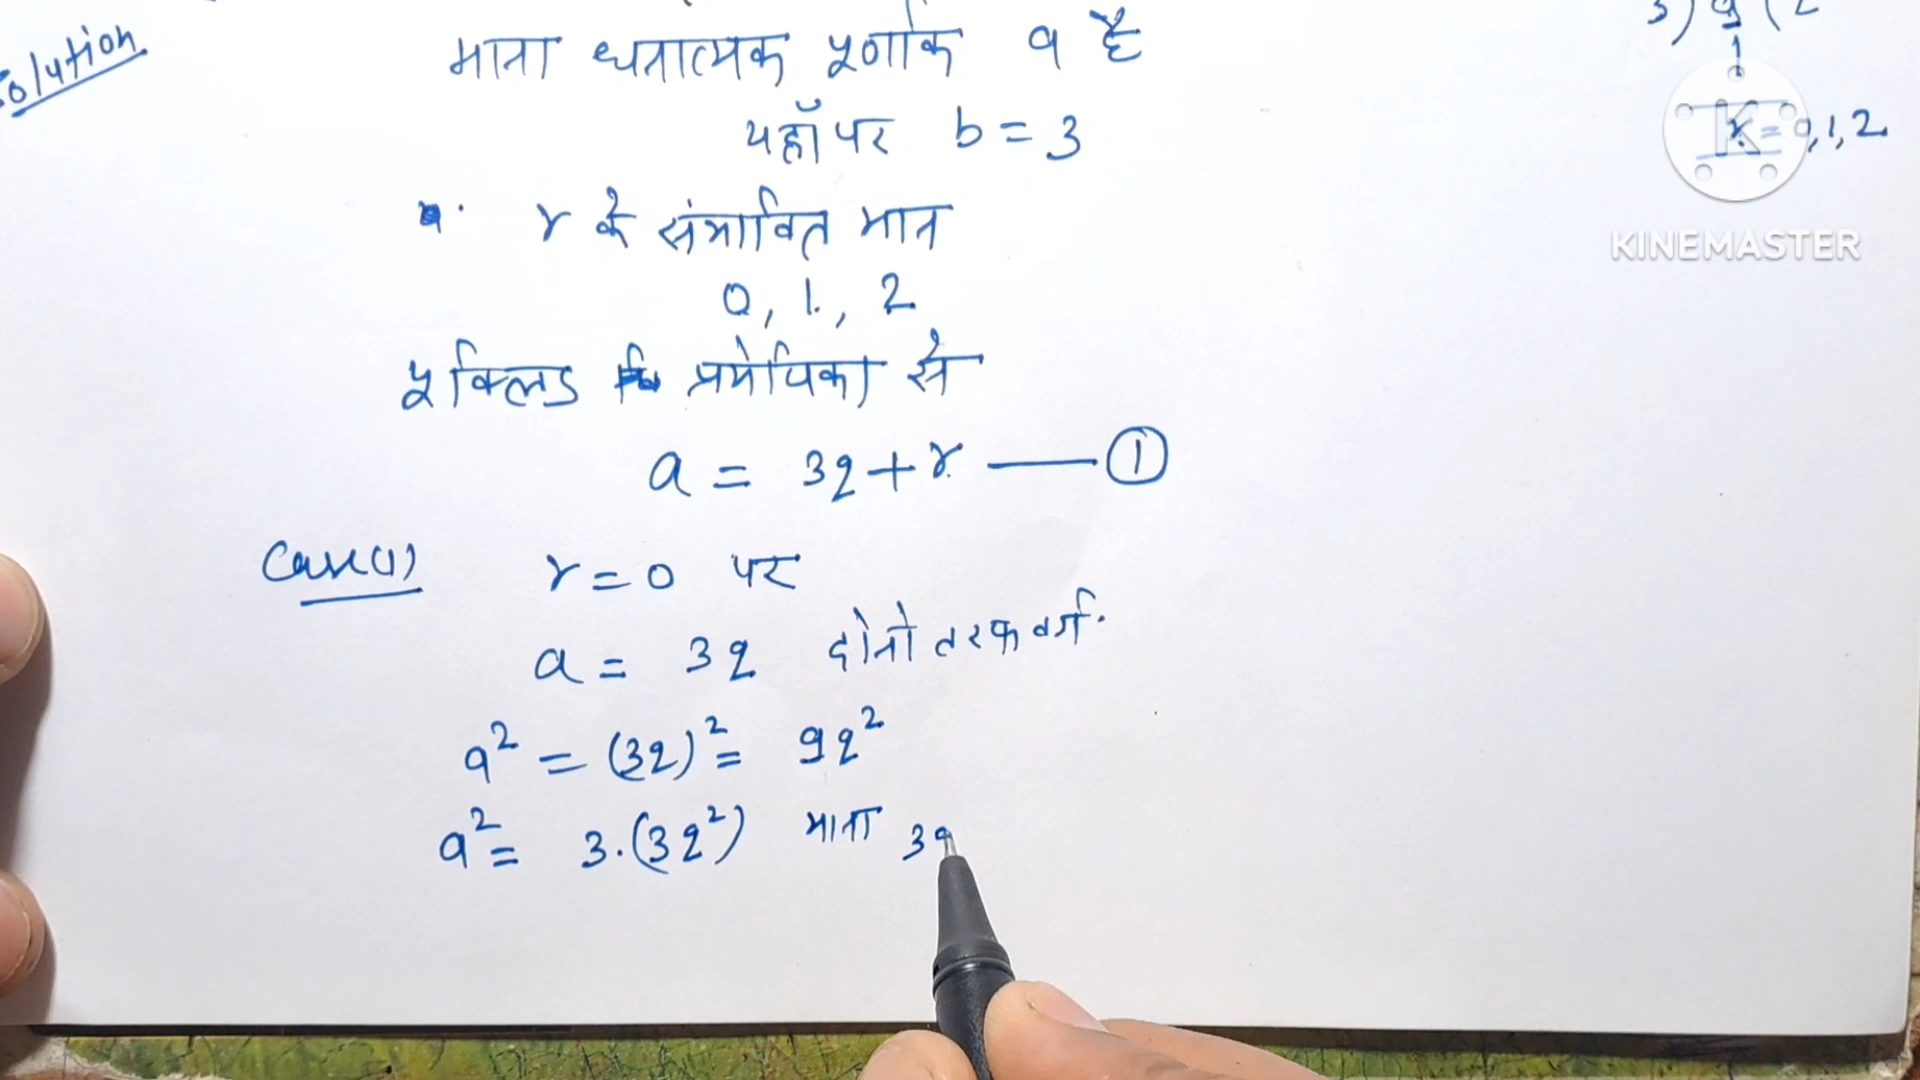 Solution
माना धनात्मक पूर्णांक a है
यहाँ पर b = 3
r के संभावित मान
0, 1, 2
यूक्लिड प्रमेयिका से
a = 3q + r —— ①
Case(1) r = 0 पर
a = 3q दोनो तरफ वर्ग
a² = (3q)² = 9q²
a² = 3.(3q²) माना 3q
r = 0,1,2
KINEMASTER